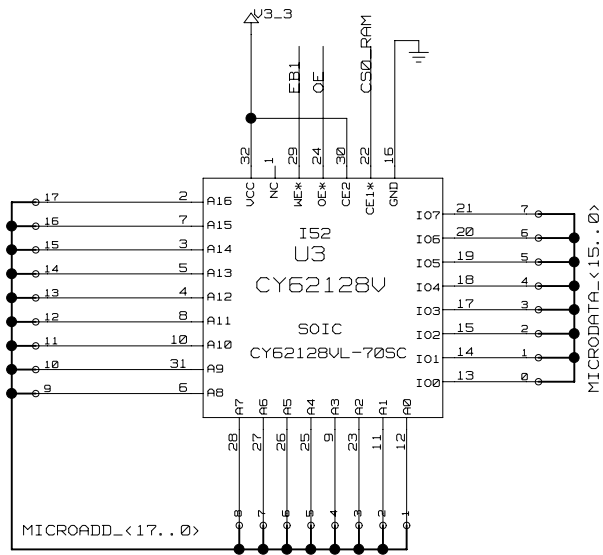 V3_3
EB1
OE
CS0_RAM
32
1
29
24
30
22
16
VCC
NC
WE*
OE*
CE2
CE1*
GND
17 2 A16
16 7 A15
15 3 A14
14 5 A13
13 4 A12
12 8 A11
11 10 A10
10 31 A9
9 6 A8
I52
U3
CY62128V
SOIC
CY62128VL-70SC
IO7 21 7
IO6 20 6
IO5 19 5
IO4 18 4
IO3 17 3
IO2 15 2
IO1 14 1
IO0 13 0
MICRODATA_<15..0>
A7
A6
A5
A4
A3
A2
A1
A0
28
27
26
25
9
23
11
12
8
7
6
5
4
3
2
1
MICROADD_<17..0>